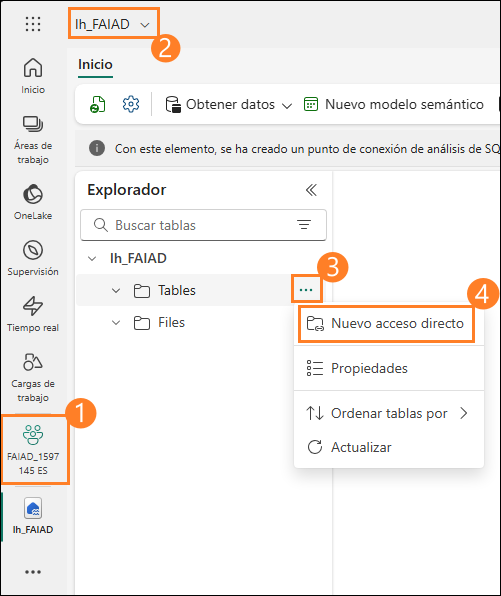 lh_FAIAD
2
Inicio
Inicio
Obtener datos
Nuevo modelo semántico
Áreas de
trabajo
Con este elemento, se ha creado un punto de conexión de análisis de SQ
OneLake
Explorador
Buscar tablas
Supervisión
lh_FAIAD
3
Tables
...
4
Tiempo real
Files
Nuevo acceso directo
Cargas de
trabajo
Propiedades
1
Ordenar tablas por
FAIAD_1597
145 ES
Actualizar
lh_FAIAD
...